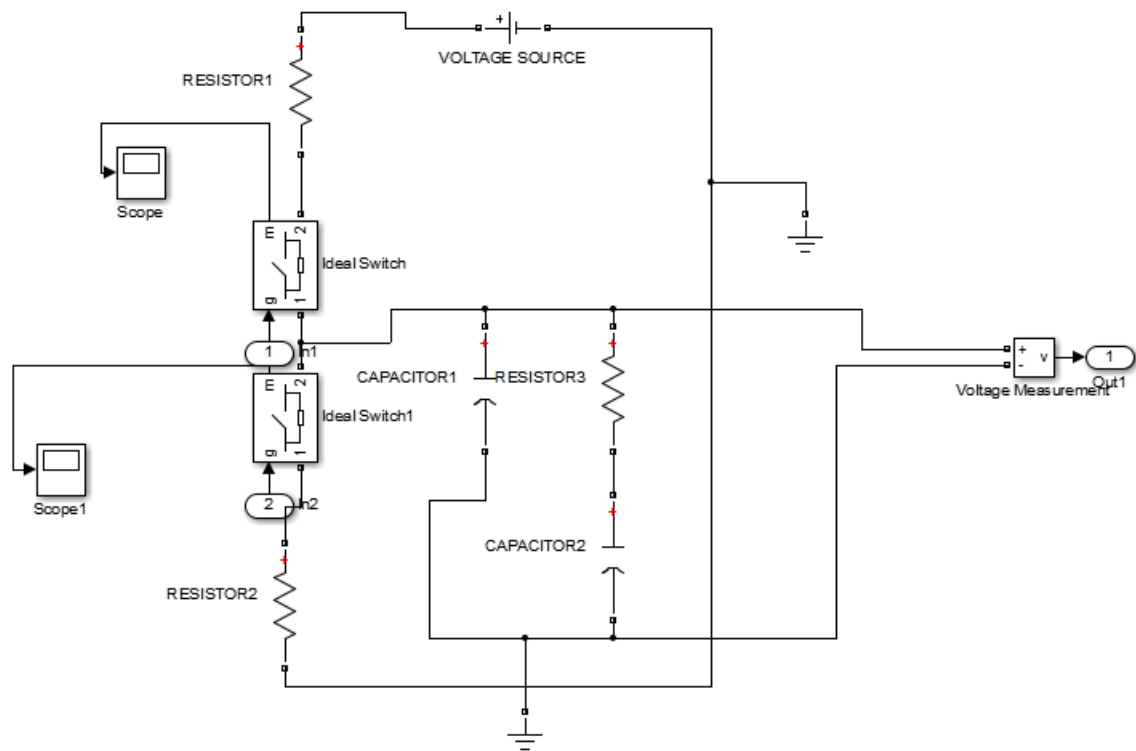 +
+
VOLTAGE SOURCE
RESISTOR1
Scope
m
2
Ideal Switch
g
1
1
In1
+
+
CAPACITOR1
RESISTOR3
+
-
v
1
Voltage Measurement
Out1
m
2
Ideal Switch1
g
1
Scope1
2
In2
+
CAPACITOR2
+
RESISTOR2